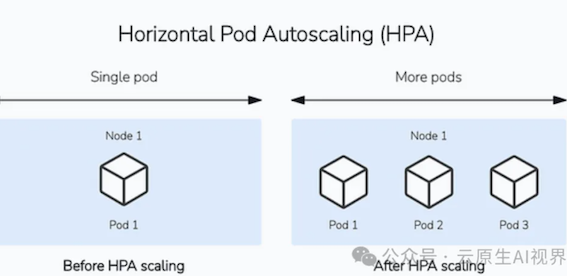 Horizontal Pod Autoscaling (HPA)
Single pod
More pods
Node 1
Pod 1
Node 1
Pod 1 Pod 2 Pod 3
Before HPA scaling
After HPA scaling
公众号 · 云原生AI视界